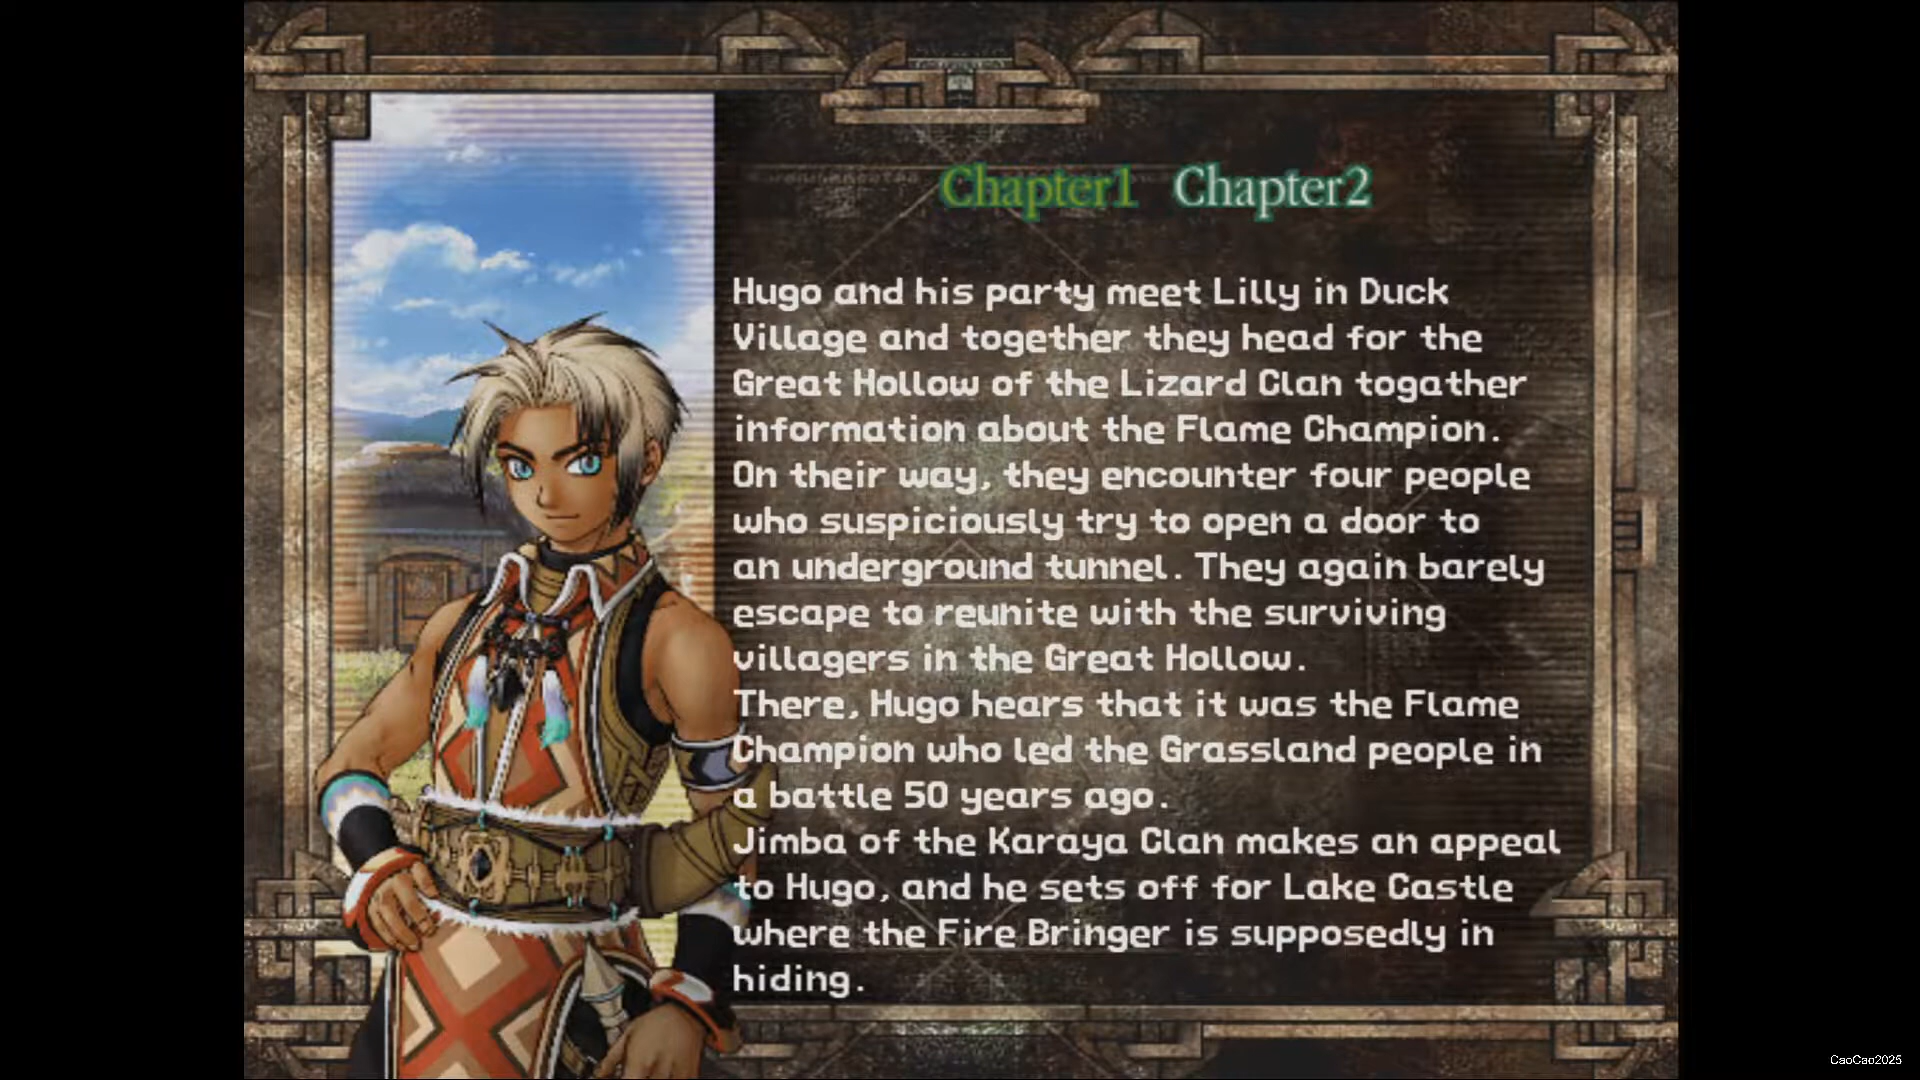 Chapter1 Chapter2
Hugo and his party meet Lilly in Duck
Village and together they head for the
Great Hollow of the Lizard Clan togather
information about the Flame Champion.
On their way, they encounter four people
who suspiciously try to open a door to
an underground tunnel. They again barely
escape to reunite with the surviving
villagers in the Great Hollow.
There, Hugo hears that it was the Flame
Champion who led the Grassland people in
a battle 50 years ago.
Jimba of the Karaya Clan makes an appeal
to Hugo, and he sets off for Lake Castle
where the Fire Bringer is supposedly in
hiding.
CaoCao2025